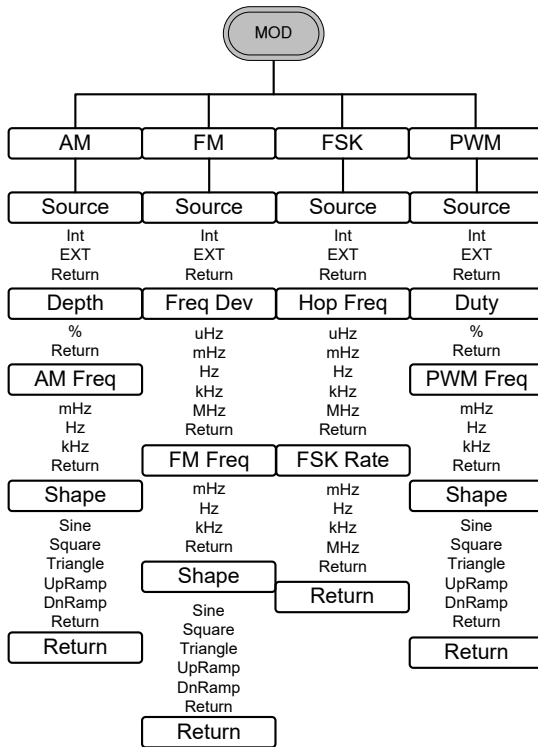 MOD
AM
FM
FSK
PWM
Source
Int
EXT
Return
Depth
%
Return
AM Freq
mHz
Hz
kHz
Return
Shape
Sine
Square
Triangle
UpRamp
DnRamp
Return
Return
Source
Int
EXT
Return
Freq Dev
uHz
mHz
Hz
kHz
MHz
Return
FM Freq
mHz
Hz
kHz
Return
Shape
Sine
Square
Triangle
UpRamp
DnRamp
Return
Return
Source
Int
EXT
Return
Hop Freq
uHz
mHz
Hz
kHz
MHz
Return
FSK Rate
mHz
Hz
kHz
MHz
Return
Return
Source
Int
EXT
Return
Duty
%
Return
PWM Freq
mHz
Hz
kHz
Return
Shape
Sine
Square
Triangle
UpRamp
DnRamp
Return
Return